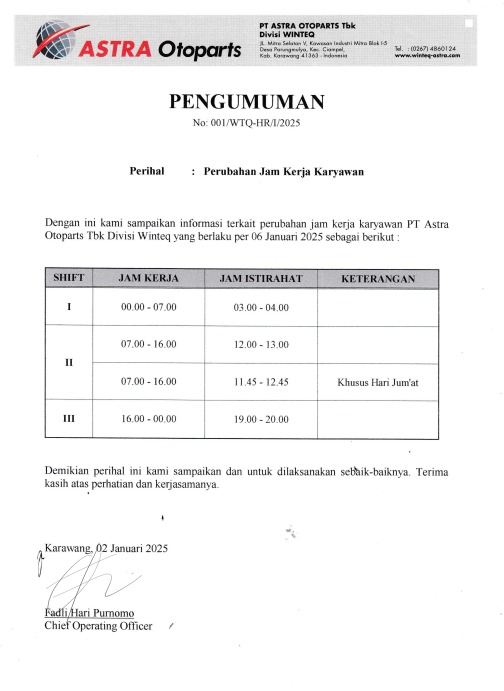 ASTRA Otoparts
PT ASTRA OTOPARTS Tbk
Divisi WINTEQ
JL. Mitra Selatan V, Kawasan Industri Mitra Blok I-5
Desa Parungmulya, Kec. Ciampel,
Kab. Karawang 41363 - Indonesia
Tel. : (0267) 4860124
www.winteq-astra.com
PENGUMUMAN
No: 001/WTQ-HR/I/2025
Perihal : Perubahan Jam Kerja Karyawan
Dengan ini kami sampaikan informasi terkait perubahan jam kerja karyawan PT Astra
Otoparts Tbk Divisi Winteq yang berlaku per 06 Januari 2025 sebagai berikut :
SHIFT JAM KERJA JAM ISTIRAHAT KETERANGAN
I 00.00 - 07.00 03.00 - 04.00
II 07.00 - 16.00 12.00 - 13.00
07.00 - 16.00 11.45 - 12.45 Khusus Hari Jum'at
III 16.00 - 00.00 19.00 - 20.00
Demikian perihal ini kami sampaikan dan untuk dilaksanakan sebaik-baiknya. Terima
kasih atas perhatian dan kerjasamanya.
Karawang, 02 Januari 2025
Fadli Hari Purnomo
Chief Operating Officer